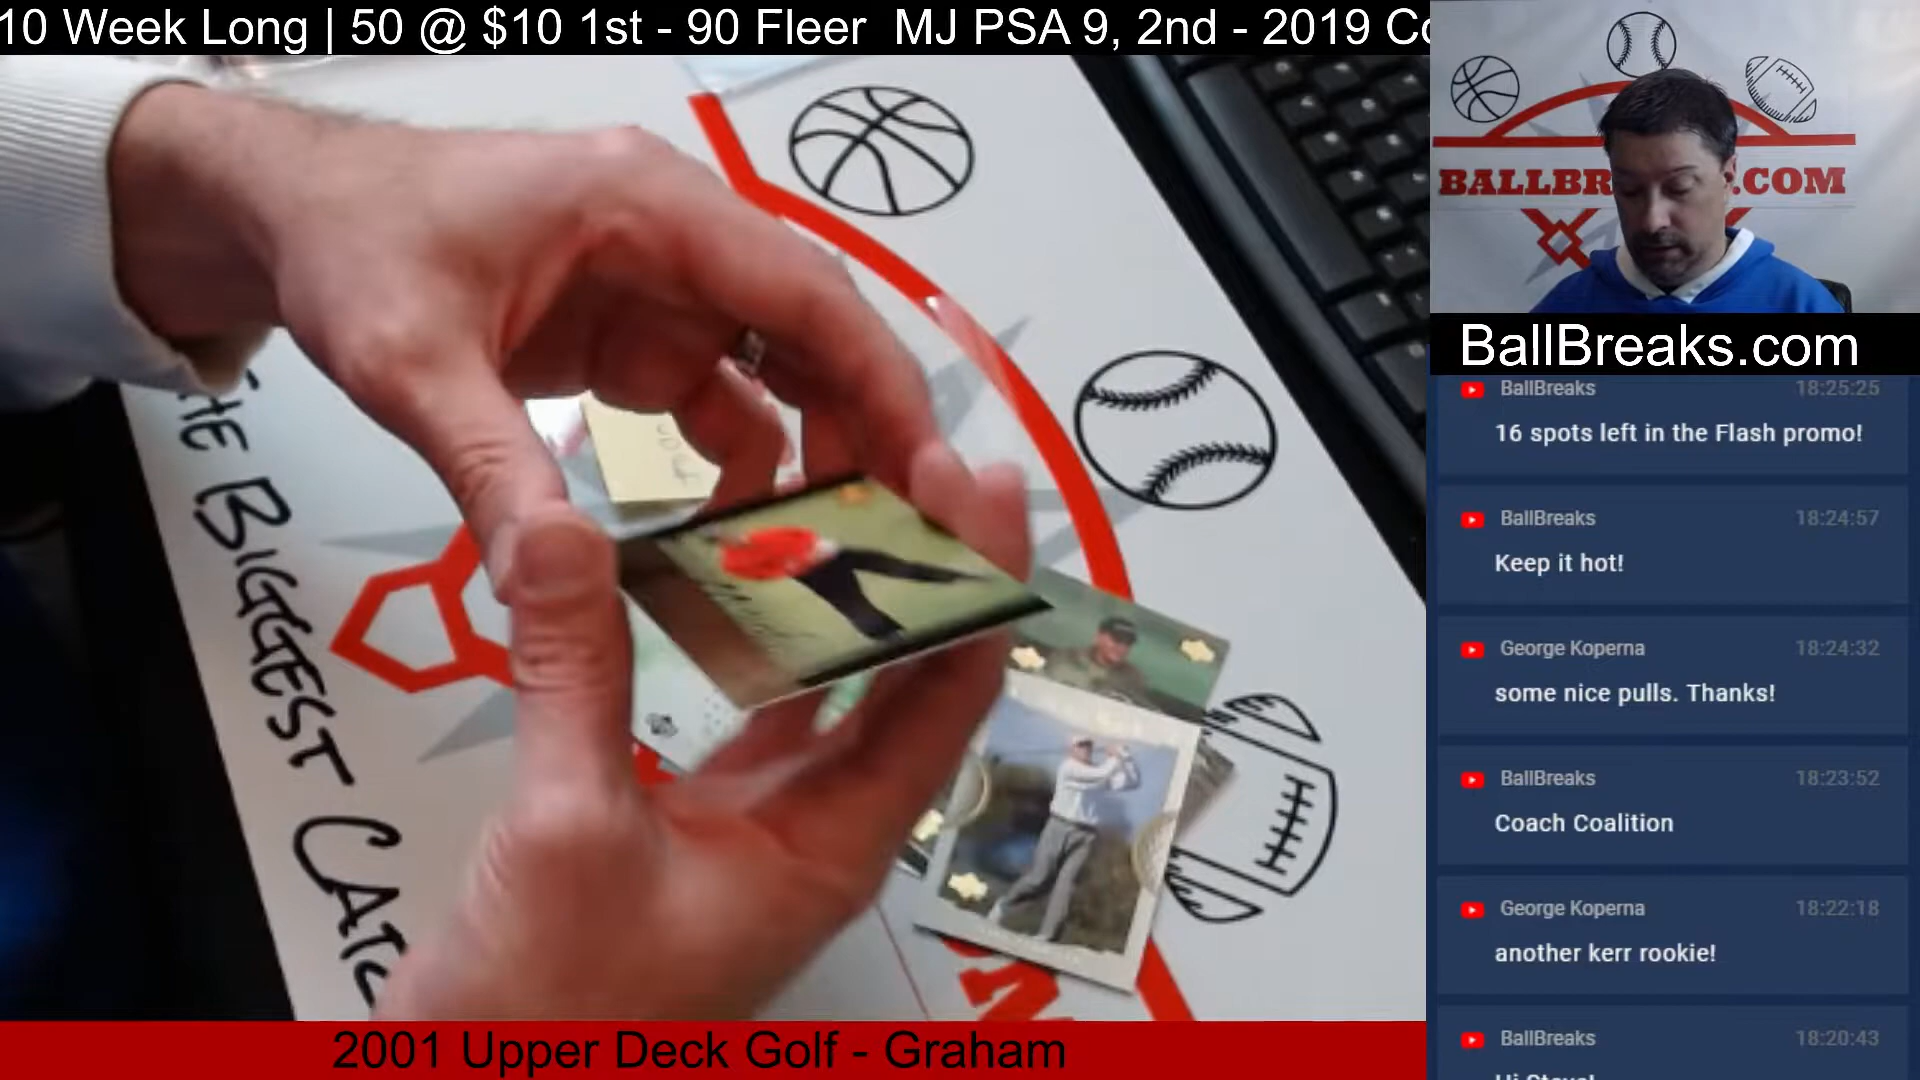 10 Week Long | 50 @ $10 1st - 90 Fleer MJ PSA 9, 2nd - 2019 Co
THE BIGGEST CATC
BALLBR .COM
BallBreaks.com
BallBreaks 18:25:25
16 spots left in the Flash promo!
BallBreaks 18:24:57
Keep it hot!
George Koperna 18:24:32
some nice pulls. Thanks!
BallBreaks 18:23:52
Coach Coalition
George Koperna 18:22:18
another kerr rookie!
BallBreaks 18:20:43
2001 Upper Deck Golf - Graham